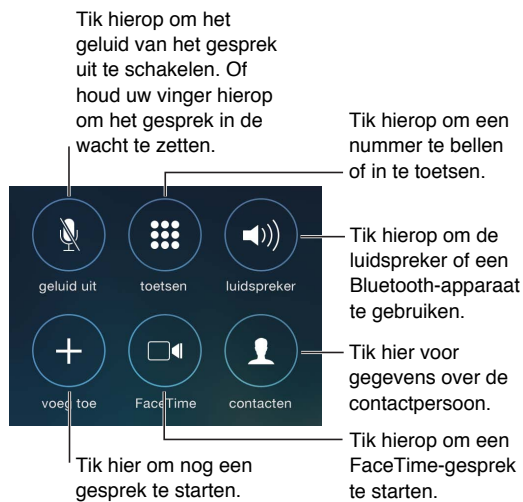 Tik hierop om het
geluid van het gesprek
uit te schakelen. Of
houd uw vinger hierop
om het gesprek in de
wacht te zetten.
Tik hierop om een
nummer te bellen
of in te toetsen.
geluid uit
toetsen
luidspreker
Tik hierop om de
luidspreker of een
Bluetooth-apparaat
te gebruiken.
voeg toe
FaceTime
contacten
Tik hier voor
gegevens over de
contactpersoon.
Tik hier om nog een
gesprek te starten.
Tik hierop om een
FaceTime-gesprek
te starten.